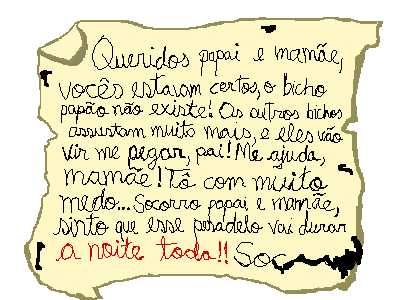 Queridos papai e mamãe,
vocês estavam certos, o bicho
papão não existe! Os outros bichos
assustam muito mais, e eles vão
vir me pegar, pai! Me ajuda,
mamãe! Tô com muito
medo... Socorro papai e mamãe,
sinto que esse pesadelo vai durar
a noite toda!! Soc